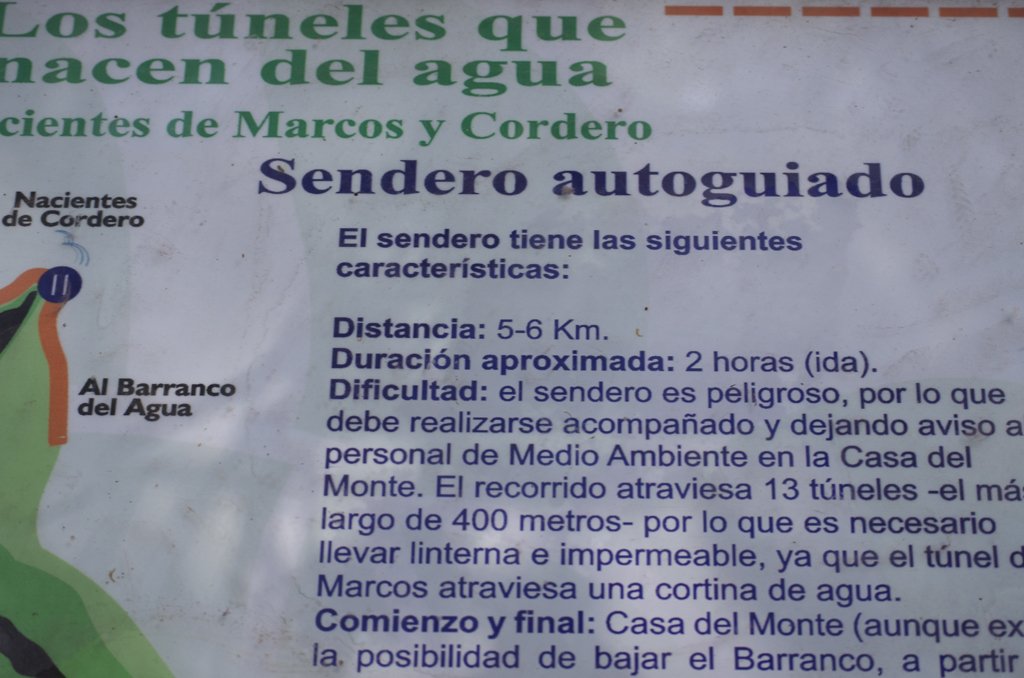 Los túneles que
nacen del agua
cientes de Marcos y Cordero
Sendero autoguiado
Nacientes
de Cordero
11
Al Barranco
del Agua
El sendero tiene las siguientes
características:
Distancia: 5-6 Km.
Duración aproximada: 2 horas (ida).
Dificultad: el sendero es peligroso, por lo que
debe realizarse acompañado y dejando aviso a
personal de Medio Ambiente en la Casa del
Monte. El recorrido atraviesa 13 túneles -el más
largo de 400 metros- por lo que es necesario
llevar linterna e impermeable, ya que el túnel d
Marcos atraviesa una cortina de agua.
Comienzo y final: Casa del Monte (aunque ex
la posibilidad de bajar el Barranco, a partir